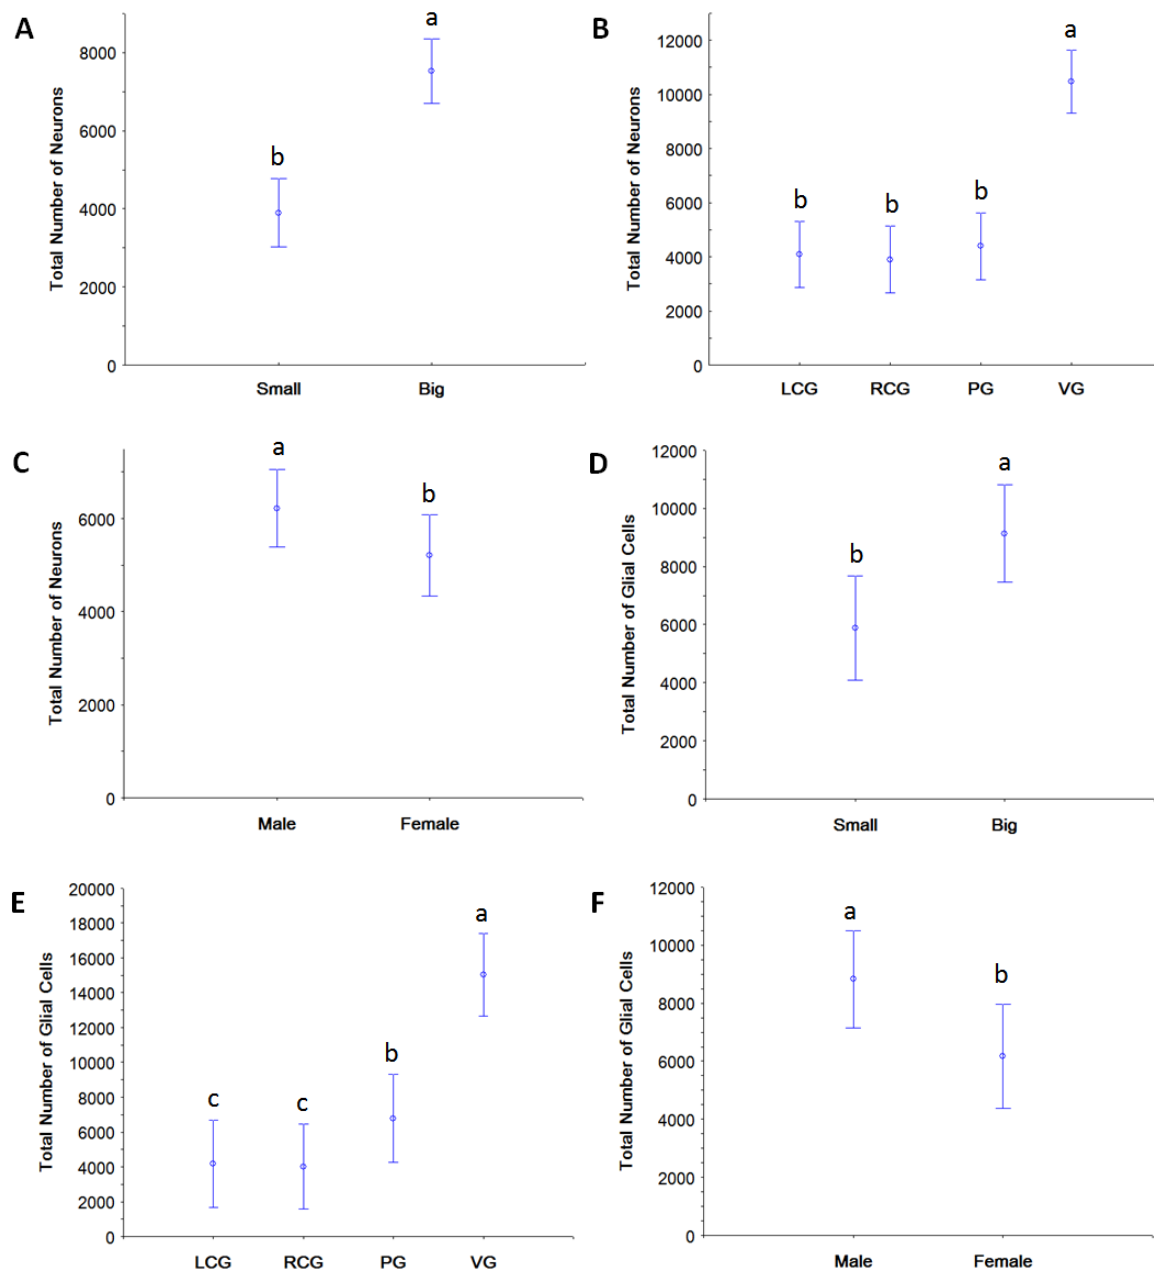 A
Total Number of Neurons
8000
6000
4000
2000
0
b
a
Small Big
B
Total Number of Neurons
12000
10000
8000
6000
4000
2000
0
b b b a
LCG RCG PG VG
C
Total Number of Neurons
6000
4000
2000
0
a
b
Male Female
D
Total Number of Glial Cells
12000
10000
8000
6000
4000
2000
0
b
a
Small Big
E
Total Number of Glial Cells
20000
18000
16000
14000
12000
10000
8000
6000
4000
2000
0
c c b a
LCG RCG PG VG
F
Total Number of Glial Cells
12000
10000
8000
6000
4000
2000
0
a
b
Male Female